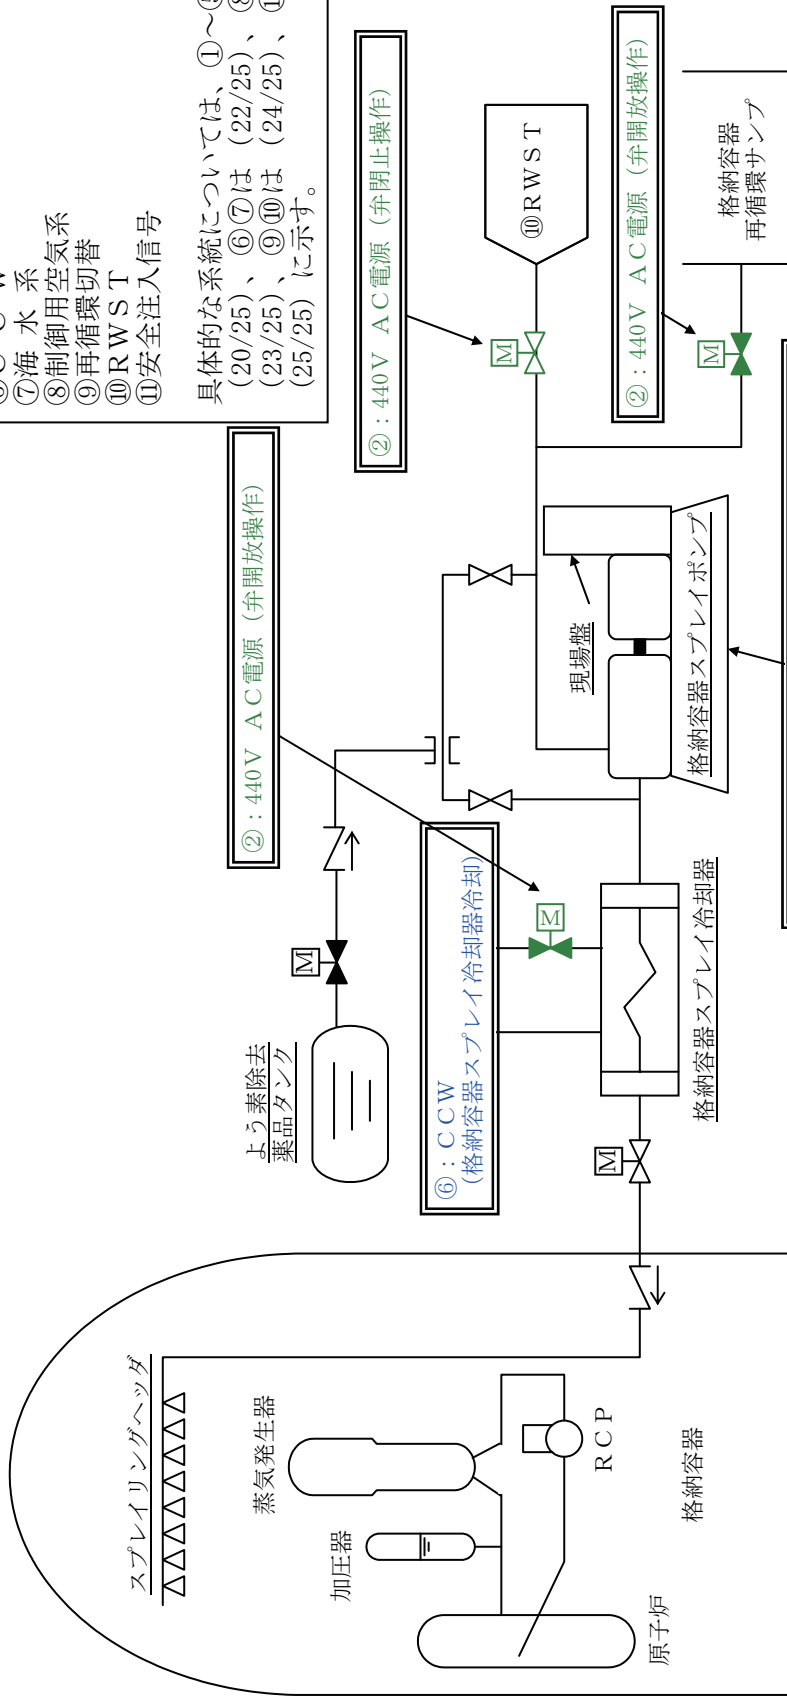 ⑦海水系
⑧制御用空気系
⑨再循環切替
⑩RWST
⑪安全注入信号
具体的な系統については、①～⑤
(20/25)、⑥⑦は (22/25)、⑧
(23/25)、⑨⑩は (24/25)、
(25/25) に示す。
②：440V AC電源 (弁閉止操作)
②：440V AC電源 (弁開放操作)
②：440V AC電源 (弁開放操作)
⑩RWST
M
M
格納容器
再循環サンプ
現場盤
格納容器スプレイポンプ
M
よう素除去
薬品タンク
⑥：CCW
(格納容器スプレイ冷却器冷却)
M
格納容器スプレイ冷却器
M
スプレイリングヘッダ
蒸気発生器
加圧器
RCP
原子炉
格納容器